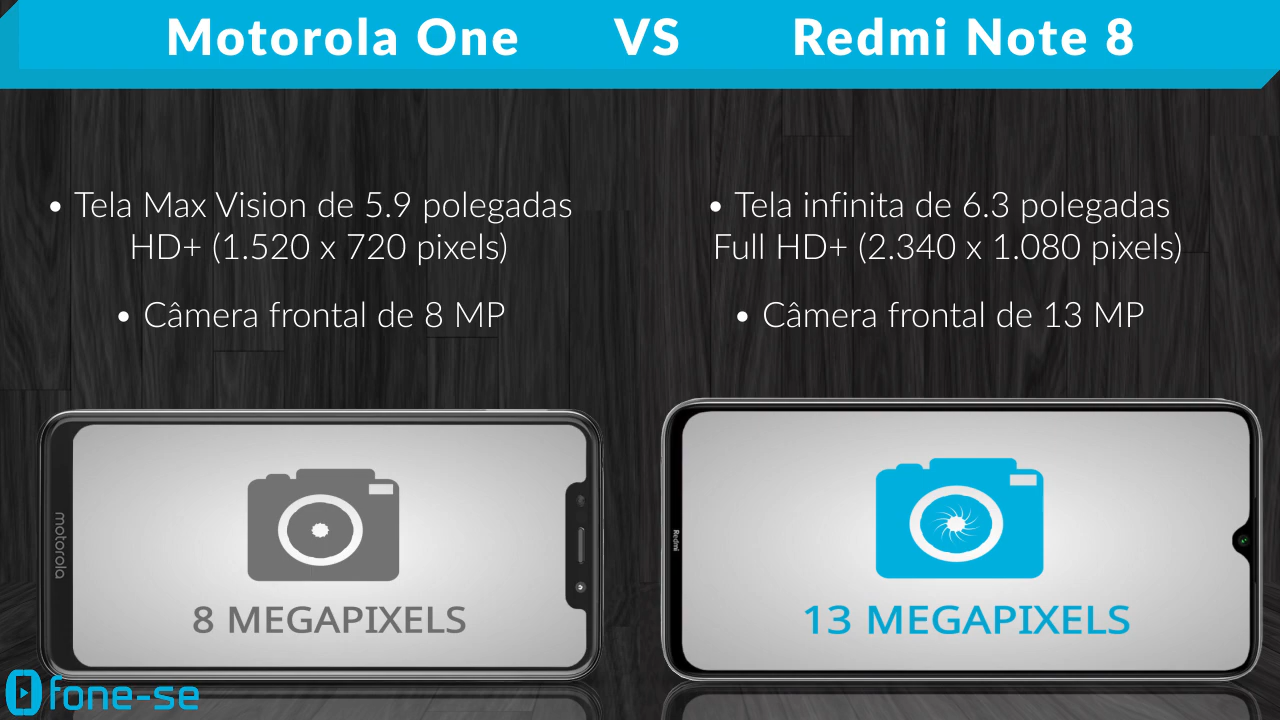 Motorola One VS Redmi Note 8
• Tela Max Vision de 5.9 polegadas
HD+ (1.520 x 720 pixels)
• Câmera frontal de 8 MP
• Tela infinita de 6.3 polegadas
Full HD+ (2.340 x 1.080 pixels)
• Câmera frontal de 13 MP
motorola
8 MEGAPIXELS
Redmi
13 MEGAPIXELS
fone-se